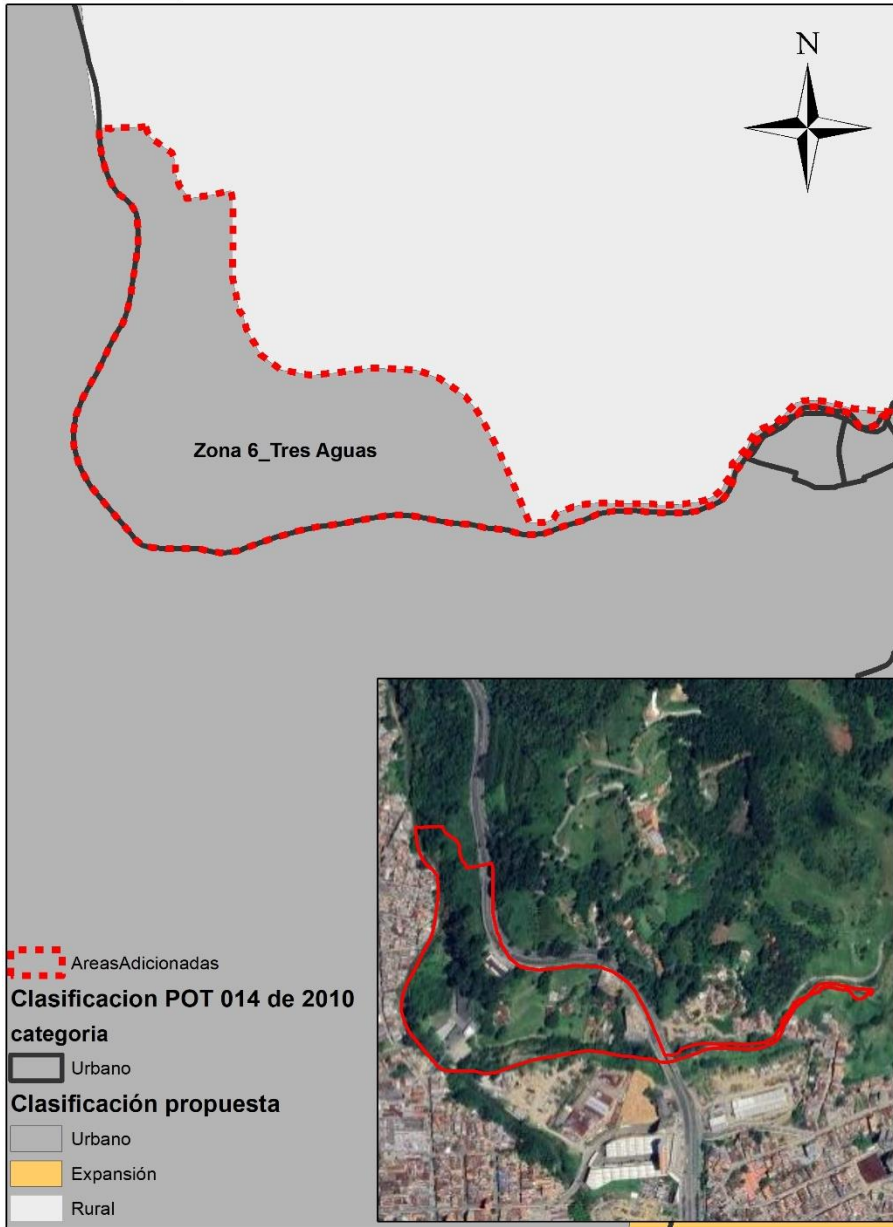 N
Zona 6_Tres Aguas
AreasAdicionadas
Clasificacion POT 014 de 2010
categoria
Urbano
Clasificación propuesta
Urbano
Expansión
Rural